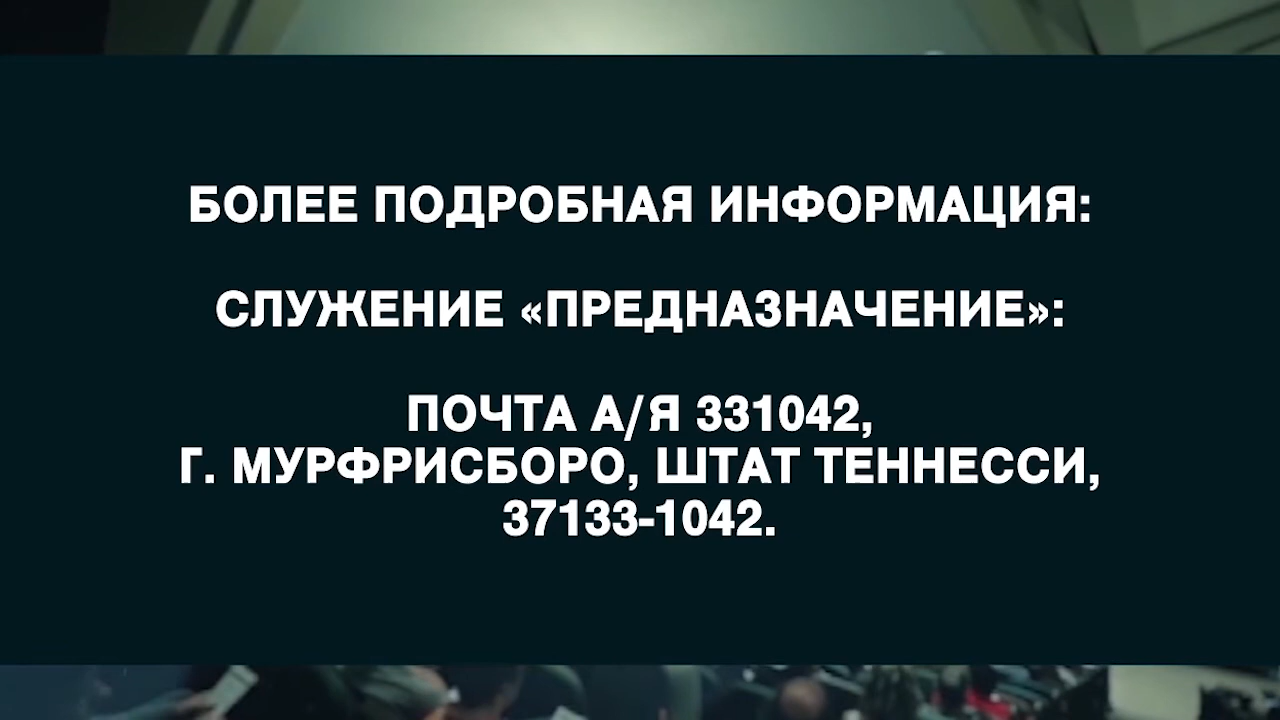 БОЛЕЕ ПОДРОБНАЯ ИНФОРМАЦИЯ:
СЛУЖЕНИЕ «ПРЕДНАЗНАЧЕНИЕ»:
ПОЧТА А/Я 331042,
Г. МУРФРИСБОРО, ШТАТ ТЕННЕССИ,
37133-1042.